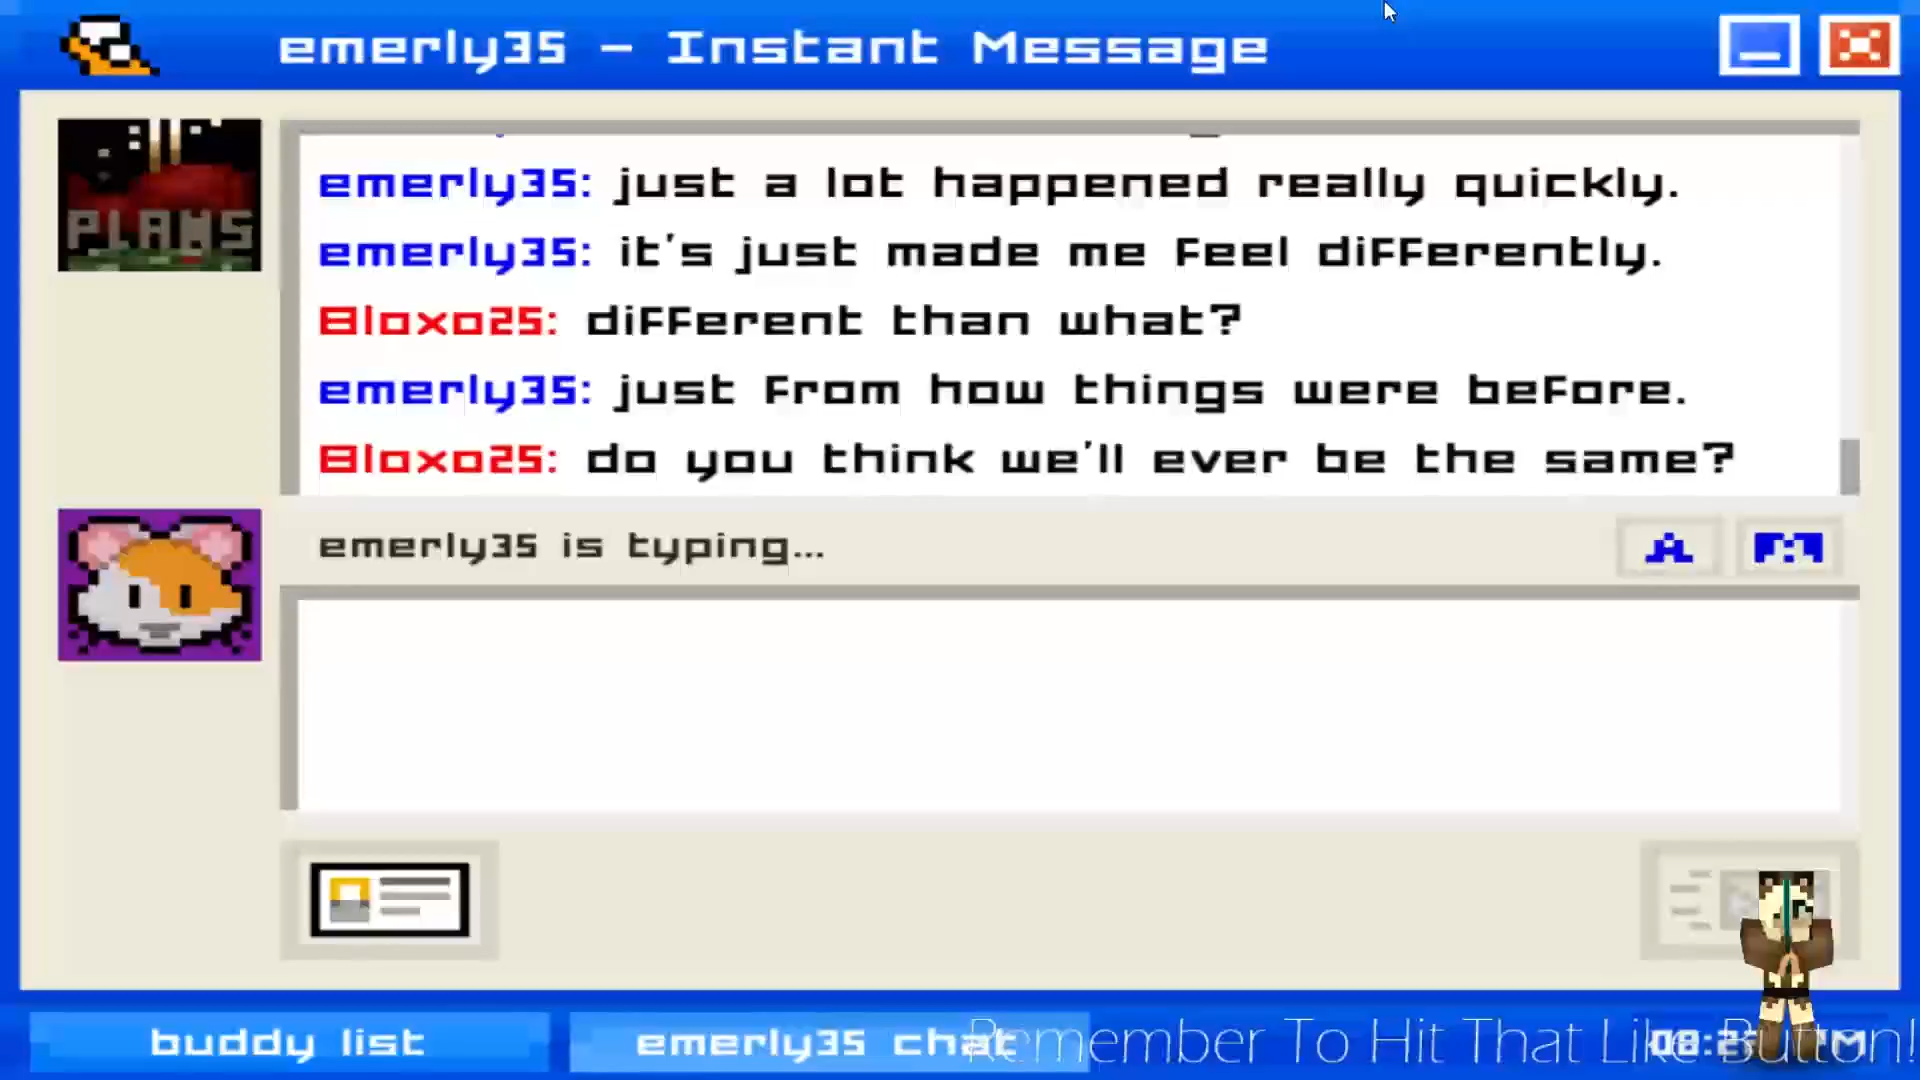 emerly35 - Instant Message
PLANS
emerly35: just a lot happened really quickly.
emerly35: it's just made me feel differently.
Bloxo25: different than what?
emerly35: just from how things were before.
Bloxo25: do you think we'll ever be the same?
emerly35 is typing...
A
buddy list
emerly35 chat
Remember To Hit That Like Button!